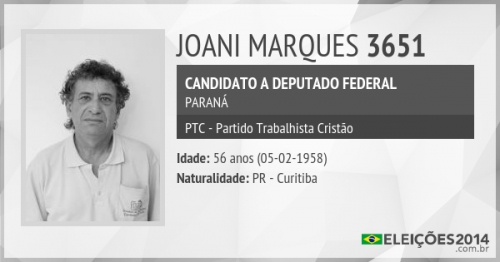 JOANI MARQUES 3651
CANDIDATO A DEPUTADO FEDERAL
PARANÁ
PTC - Partido Trabalhista Cristão
Idade: 56 anos (05-02-1958)
Naturalidade: PR - Curitiba
ELEIÇÕES2014
.com.br